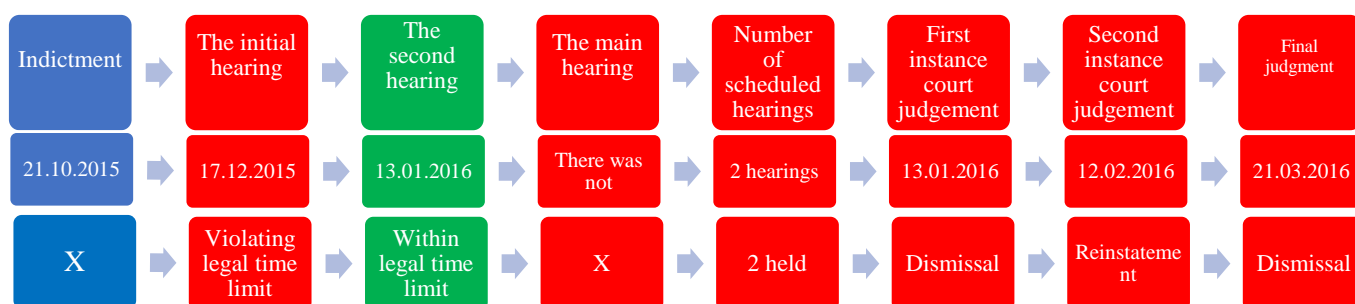 Indictment
The initial
hearing
The
second
hearing
The main
hearing
Number
of
scheduled
hearings
First
instance
court
judgement
Second
instance
court
judgement
Final
judgment
21.10.2015
17.12.2015
13.01.2016
There was
not
2 hearings
13.01.2016
12.02.2016
21.03.2016
X
Violating
legal time
limit
Within
legal time
limit
X
2 held
Dismissal
Reinstateme
nt
Dismissal